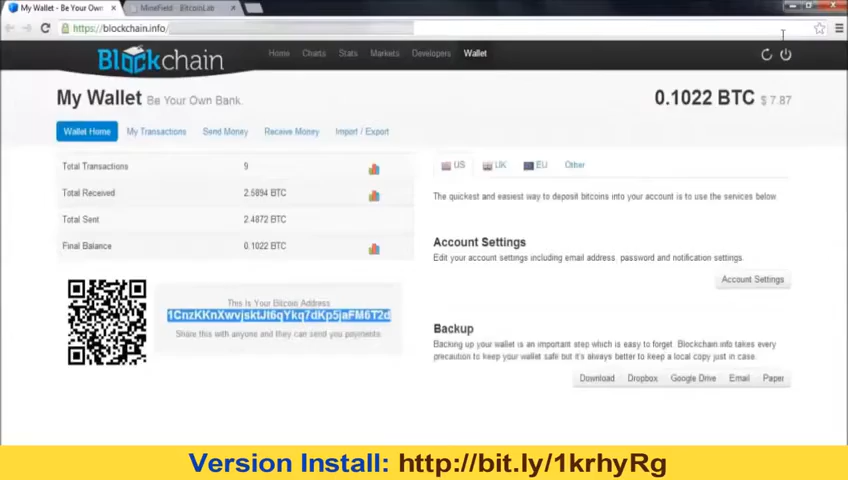 My Wallet - Be Your Own Ban
MineField - BitcoinLab
https://blockchain.info/
Blockchain
Home Charts Stats Markets Developers Wallet
My Wallet Be Your Own Bank.
0.1022 BTC $ 7.87
Wallet Home My Transactions Send Money Receive Money Import / Export
Total Transactions 9
Total Received 2.5894 BTC
Total Sent 2.4872 BTC
Final Balance 0.1022 BTC
US UK EU Other
The quickest and easiest way to deposit bitcoins into your account is to use the services below
Account Settings
Edit your account settings including email address, password and notification settings.
Account Settings
This Is Your Bitcoin Address
Share this with anyone and they can send you payments.
Backup
Backing up your wallet is an important step which is easy to forget. Blockchain.info takes every
precaution to keep your wallet safe but it's always better to keep a local copy just in case.
Download Dropbox Google Drive Email Paper
Version Install: http://bit.ly/1krhyRg